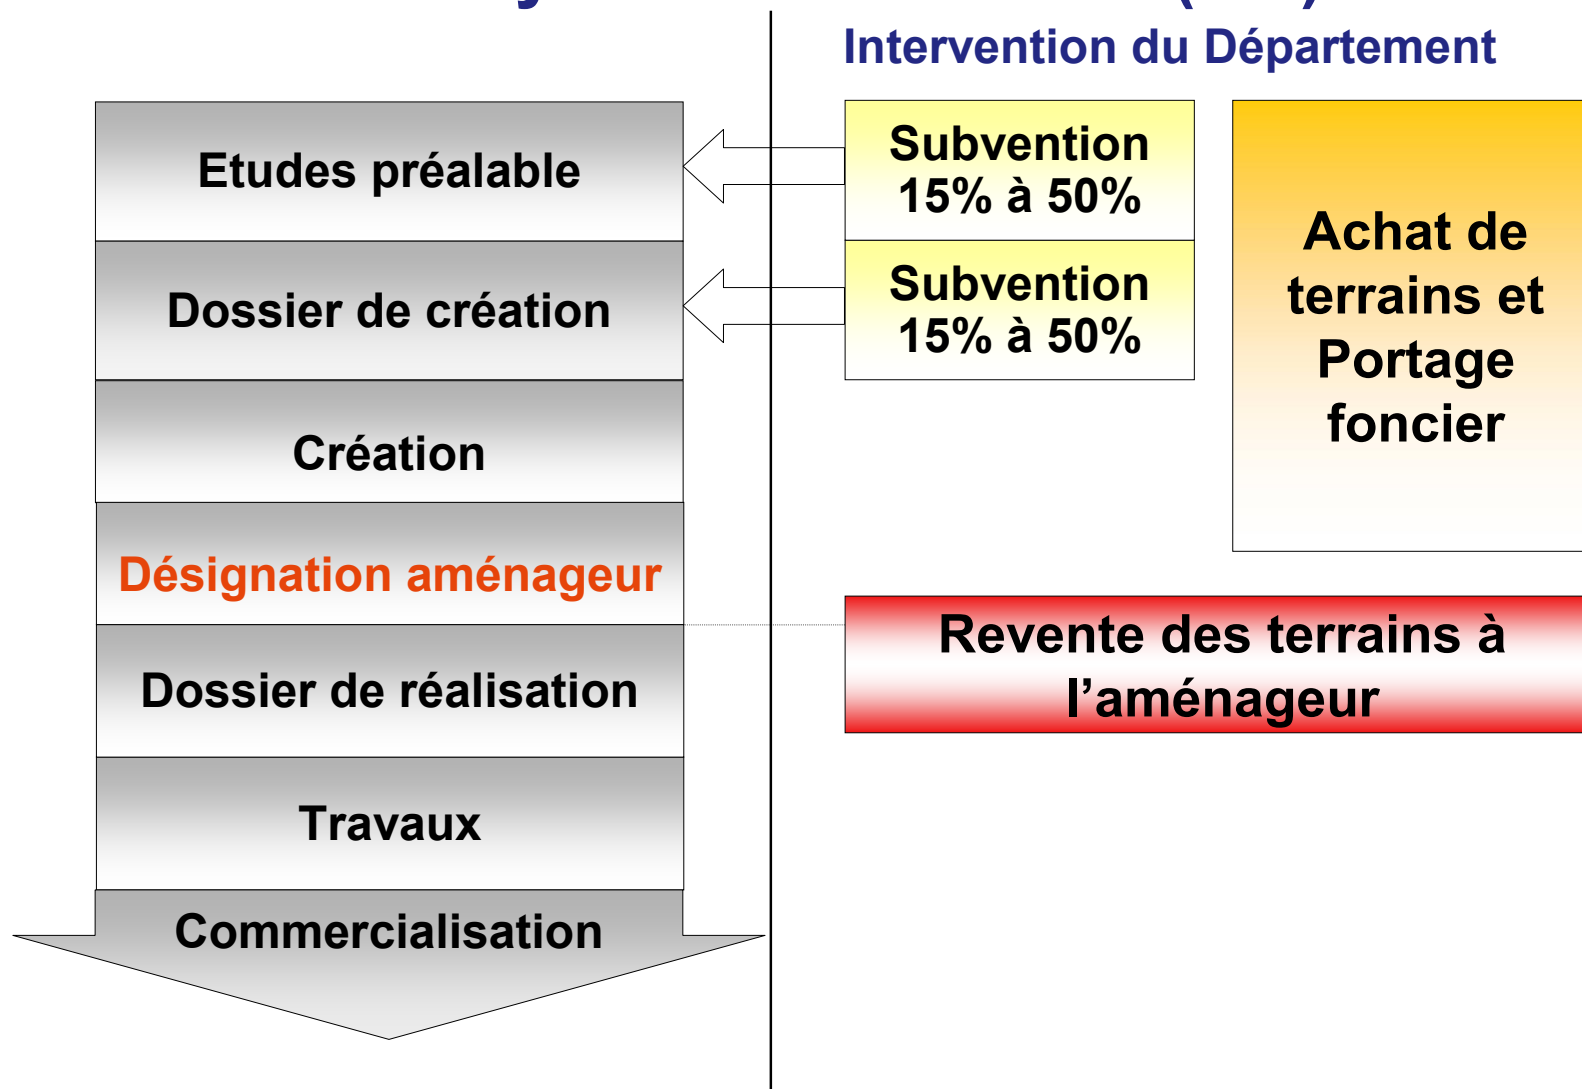 Intervention du Département
Etudes préalable
Dossier de création
Création
Désignation aménageur
Dossier de réalisation
Travaux
Commercialisation
Subvention
15% à 50%
Subvention
15% à 50%
Achat de
terrains et
Portage
foncier
Revente des terrains à
l’aménageur